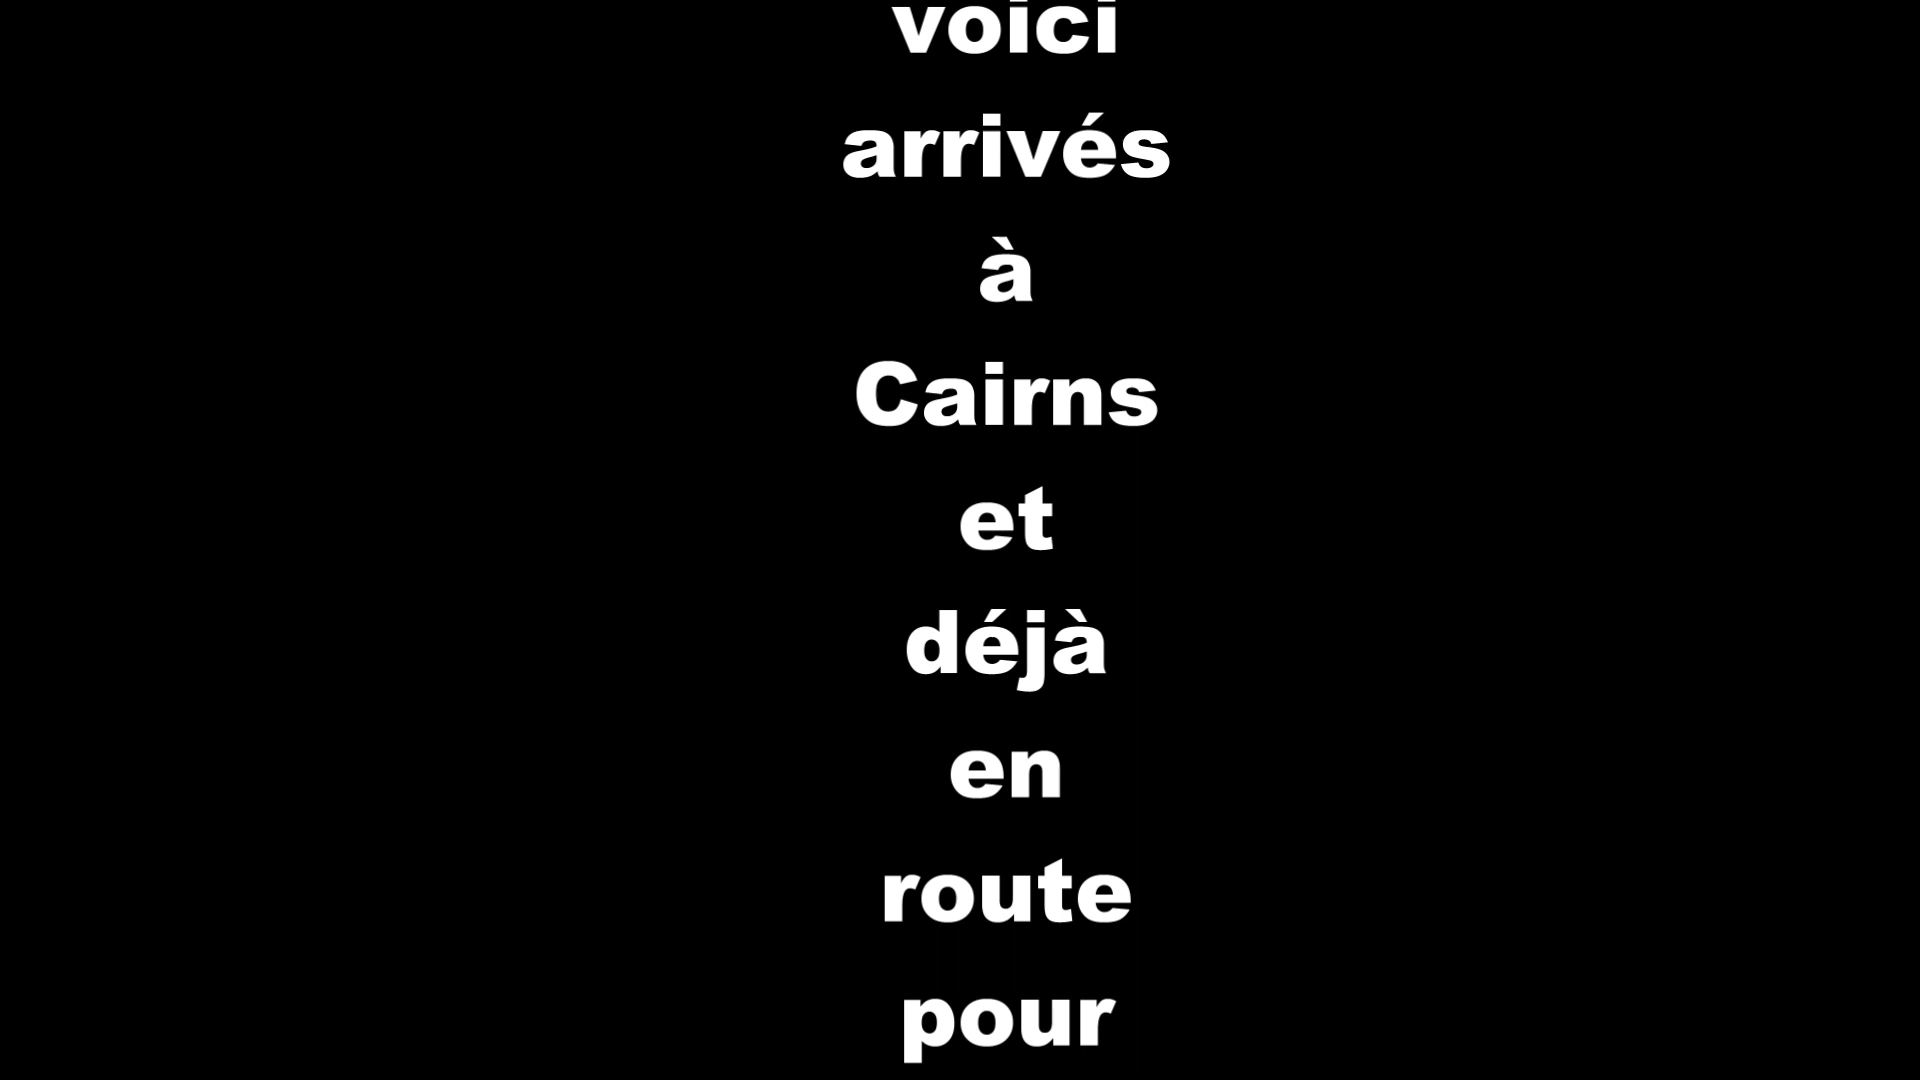 voici
arrivés
à
Cairns
et
déjà
en
route
pour